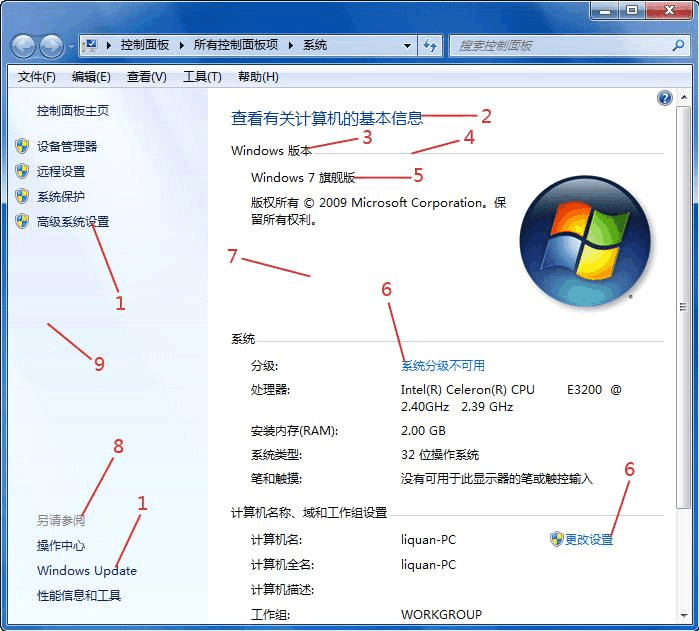 控制面板 所有控制面板项 系统
搜索控制面板
文件(F) 编辑(E) 查看(V) 工具(T) 帮助(H)
控制面板主页
设备管理器
远程设置
系统保护
高级系统设置
1
9
8
另请参阅
1
操作中心
Windows Update
性能信息和工具
查看有关计算机的基本信息 2
Windows 版本 3 4
Windows 7 旗舰版 5
版权所有 © 2009 Microsoft Corporation。保
留所有权利。
7
6
系统
分级: 系统分级不可用
处理器: Intel(R) Celeron(R) CPU E3200 @
2.40GHz 2.39 GHz
安装内存(RAM): 2.00 GB
系统类型: 32 位操作系统
笔和触摸: 没有可用于此显示器的笔或触控输入
6
计算机名称、域和工作组设置
计算机名: liquan-PC 更改设置
计算机全名: liquan-PC
计算机描述:
工作组: WORKGROUP